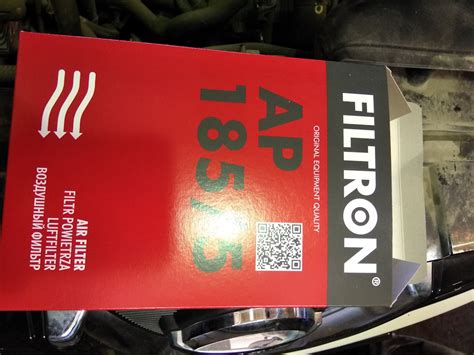 FILTRON®
ORIGINAL EQUIPMENT QUALITY
AP
185/5
AIR FILTER
FILTR POWIETRZA
LUFTFILTER
ВОЗДУШНЫЙ ФИЛЬТР